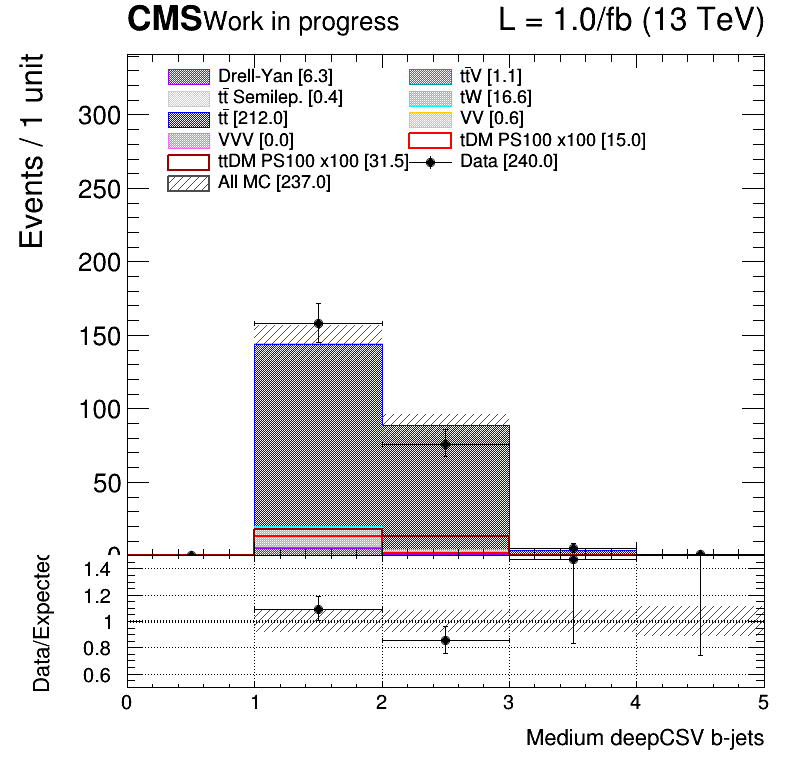 CMS Work in progress L = 1.0/fb (13 TeV)
Drell-Yan [6.3] tt̄V [1.1]
tt̄ Semilep. [0.4] tW [16.6]
tt̄ [212.0] VV [0.6]
VVV [0.0] tDM PS100 x100 [15.0]
ttDM PS100 x100 [31.5] Data [240.0]
All MC [237.0]
Events / 1 unit
300
250
200
150
100
50
0
Data/Expected
1.4
1.2
1
0.8
0.6
0 1 2 3 4 5
Medium deepCSV b-jets